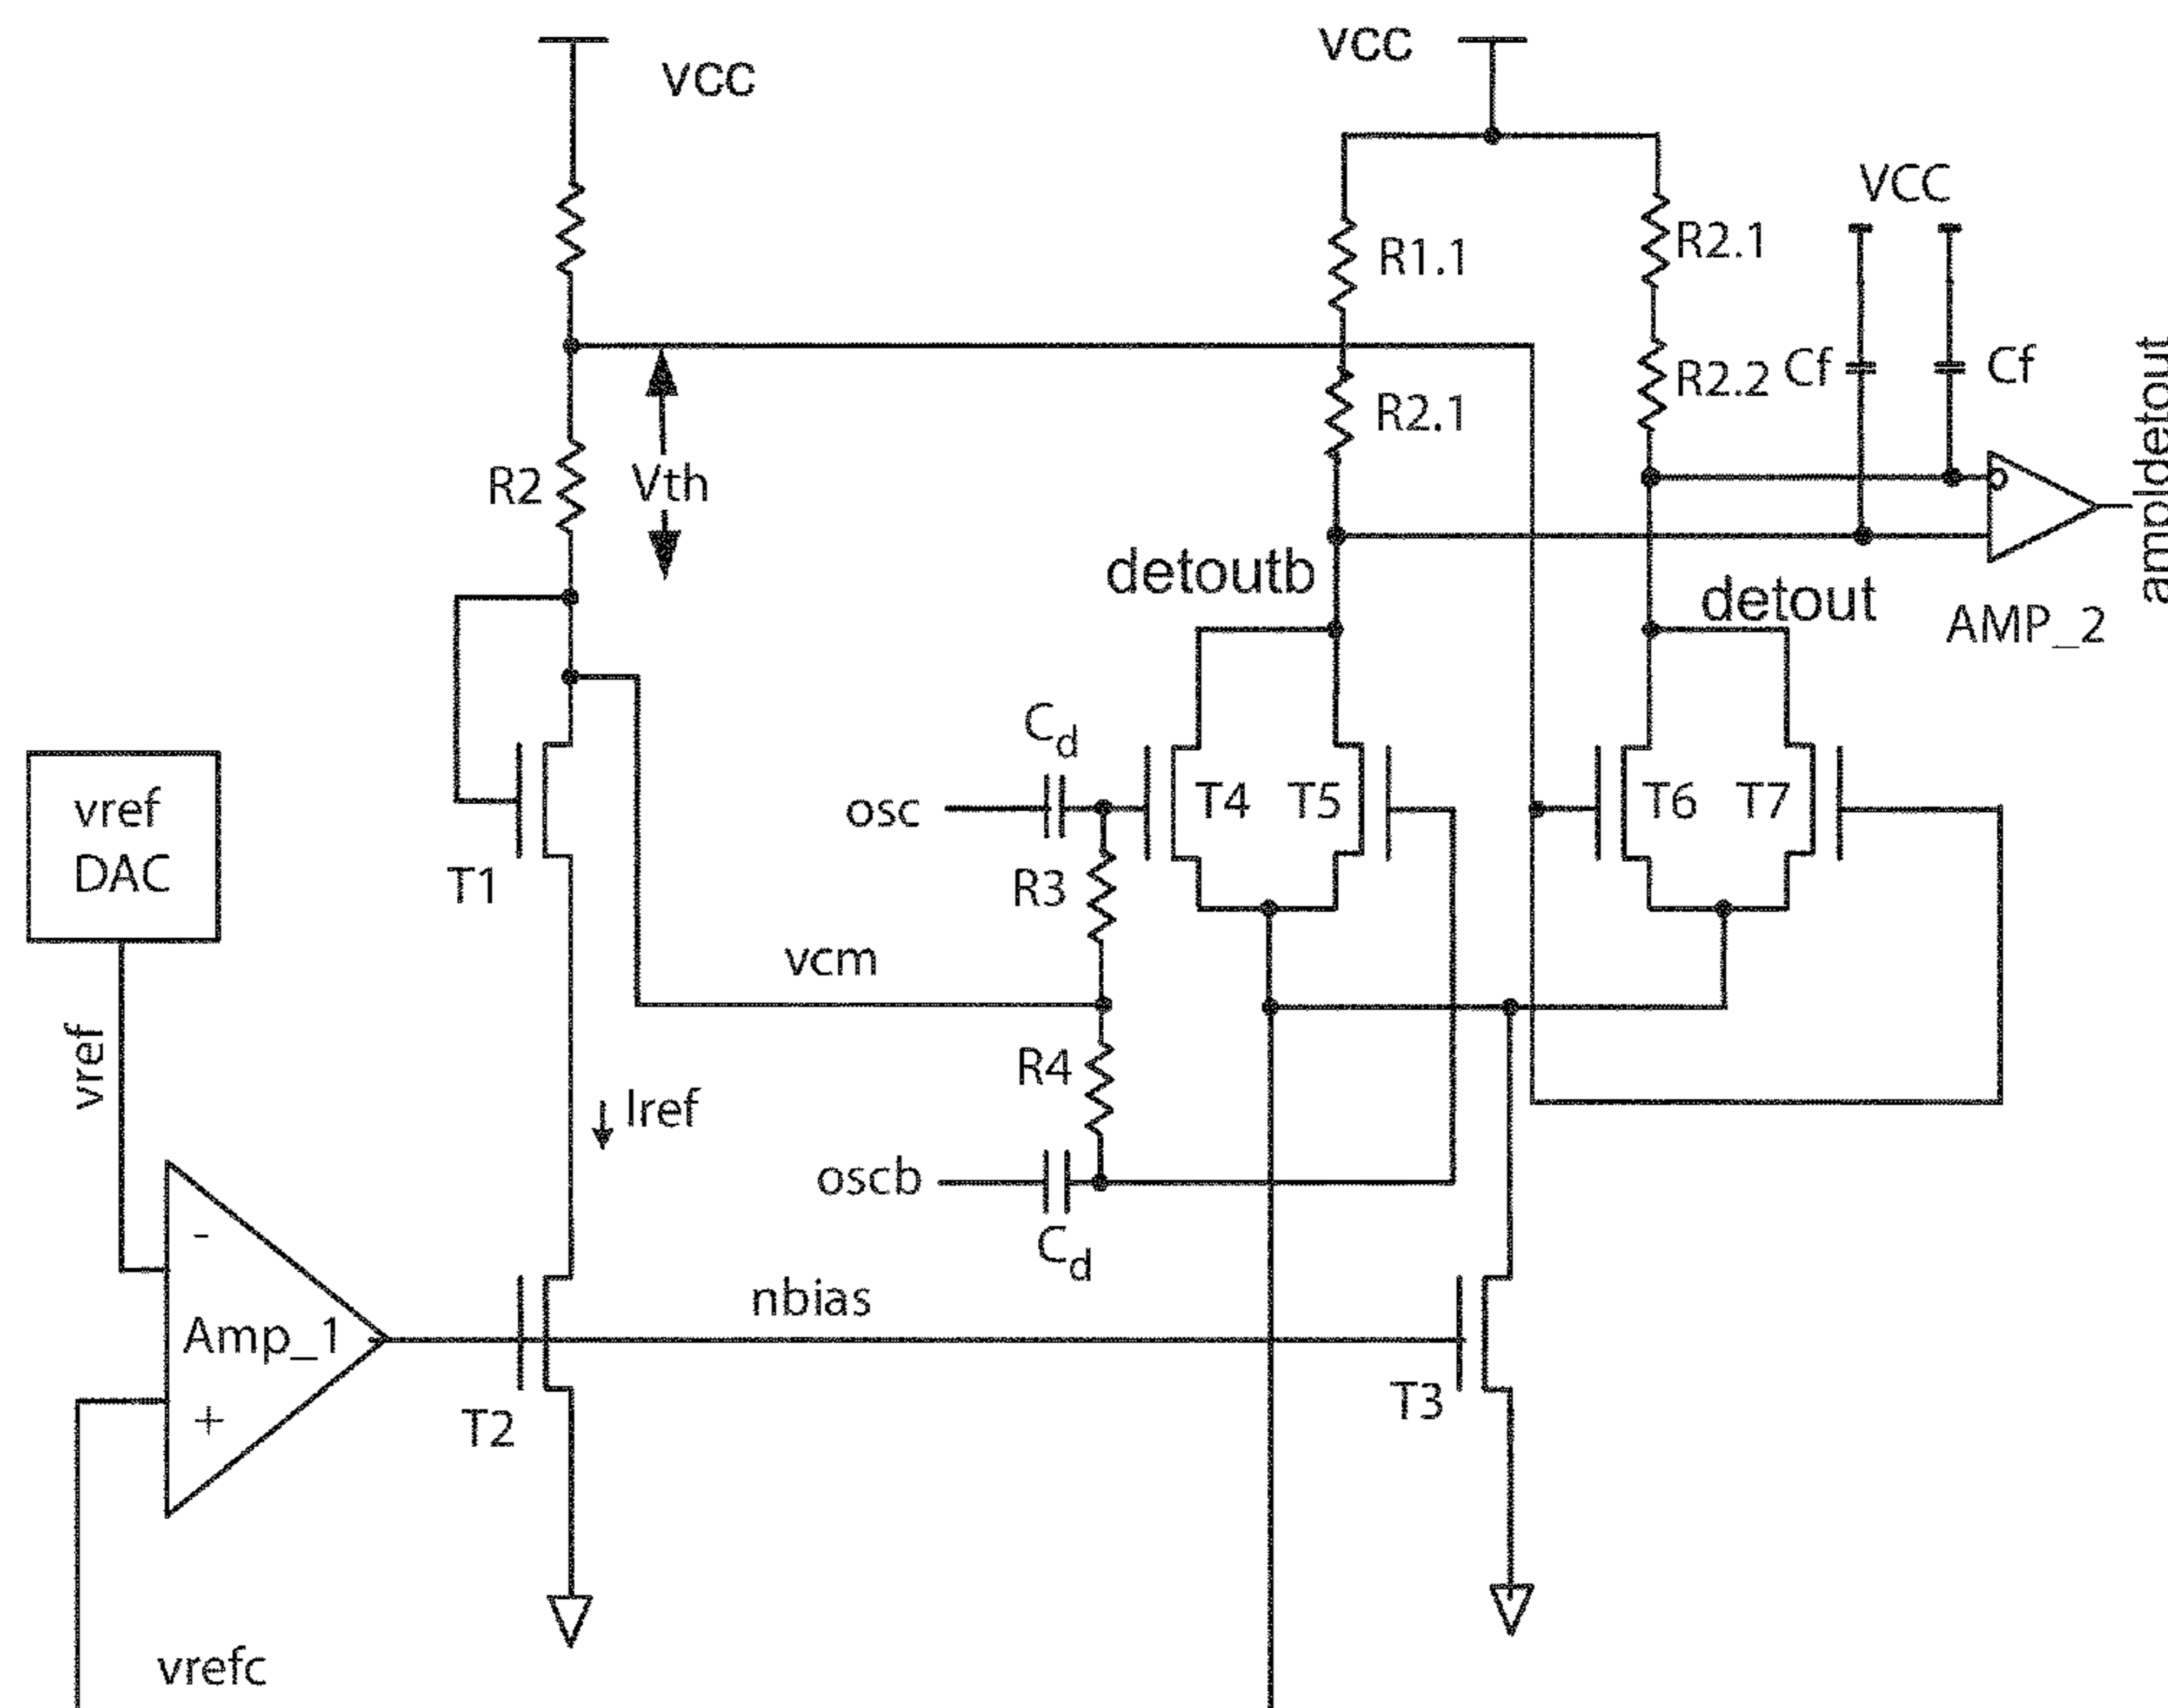 vcc
vcc
VCC
R1.1
R2.1
R2.2
Cf
Cf
R2.1
R2
Vth
detoutb
detout
AMP_2
ampldetout
Cd
vref
DAC
osc
T4
T5
T6
T7
T1
R3
vcm
vref
R4
Iref
oscb
Cd
nbias
-
Amp_1
+
T2
T3
vrefc